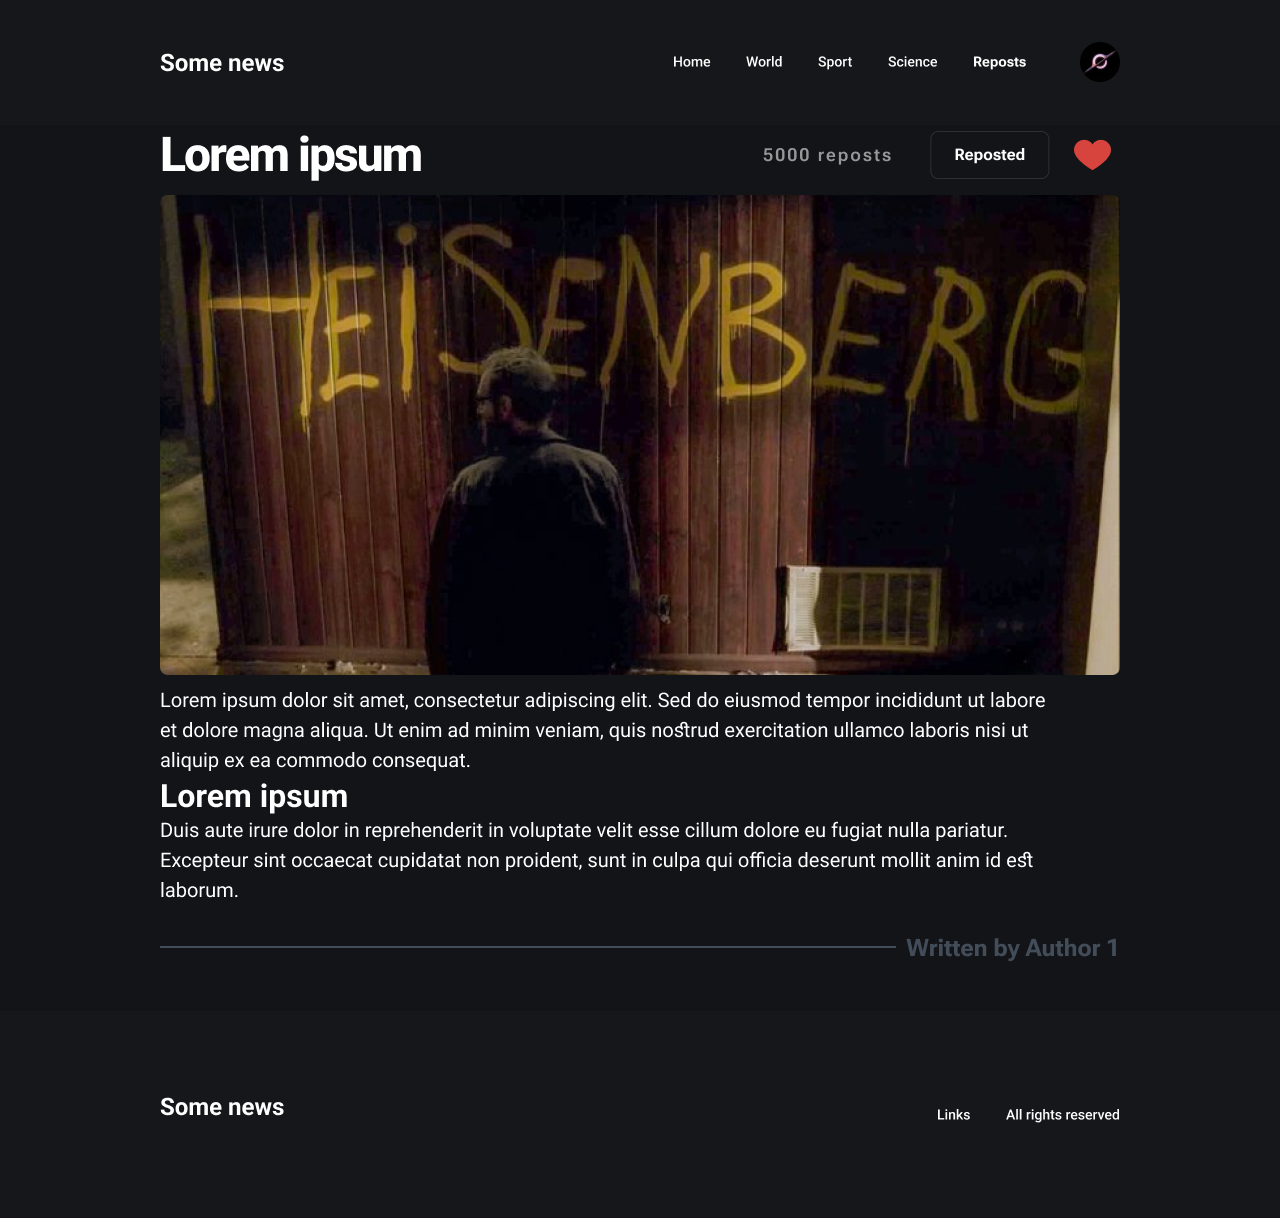 Some news
Home World Sport Science Reposts
Lorem ipsum
5000 reposts
Reposted
HEiSENBERG
Lorem ipsum dolor sit amet, consectetur adipiscing elit. Sed do eiusmod tempor incididunt ut labore
et dolore magna aliqua. Ut enim ad minim veniam, quis nostrud exercitation ullamco laboris nisi ut
aliquip ex ea commodo consequat.
Lorem ipsum
Duis aute irure dolor in reprehenderit in voluptate velit esse cillum dolore eu fugiat nulla pariatur.
Excepteur sint occaecat cupidatat non proident, sunt in culpa qui officia deserunt mollit anim id est
laborum.
Written by Author 1
Some news
Links All rights reserved